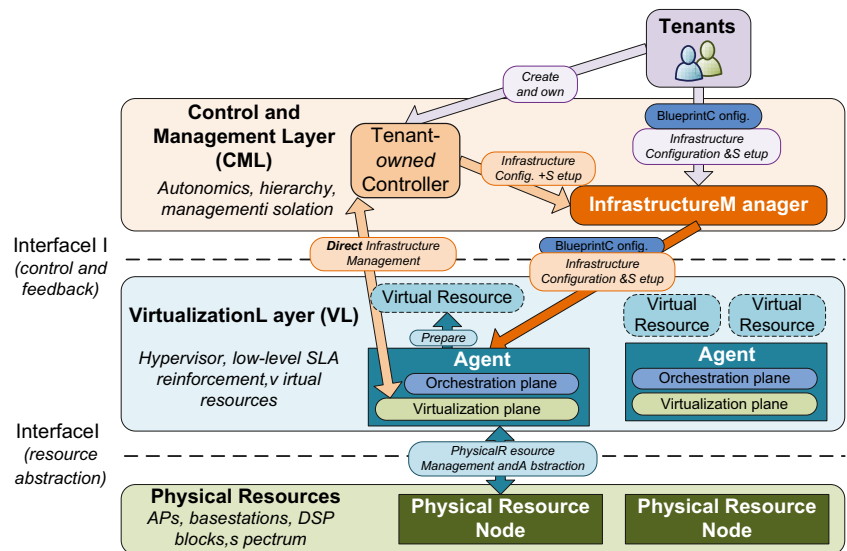 Tenants
Create
and own
BlueprintC onfig.
Infrastructure
Configuration &S etup
Control and
Management Layer
(CML)
Autonomics, hierarchy,
managementi solation
Tenant-
owned
Controller
Infrastructure
Config. +S etup
InfrastructureM anager
InterfaceI I
(control and
feedback)
Direct Infrastructure
Management
BlueprintC onfig.
Infrastructure
Configuration &S etup
VirtualizationL ayer (VL)
Hypervisor, low-level SLA
reinforcement,v irtual
resources
Virtual Resource
Prepare
Agent
Orchestration plane
Virtualization plane
Virtual
Resource
Virtual
Resource
Agent
Orchestration plane
Virtualization plane
InterfaceI
(resource
abstraction)
PhysicalR esource
Management andA bstraction
Physical Resources
APs, basestations, DSP
blocks,s pectrum
Physical Resource
Node
Physical Resource
Node